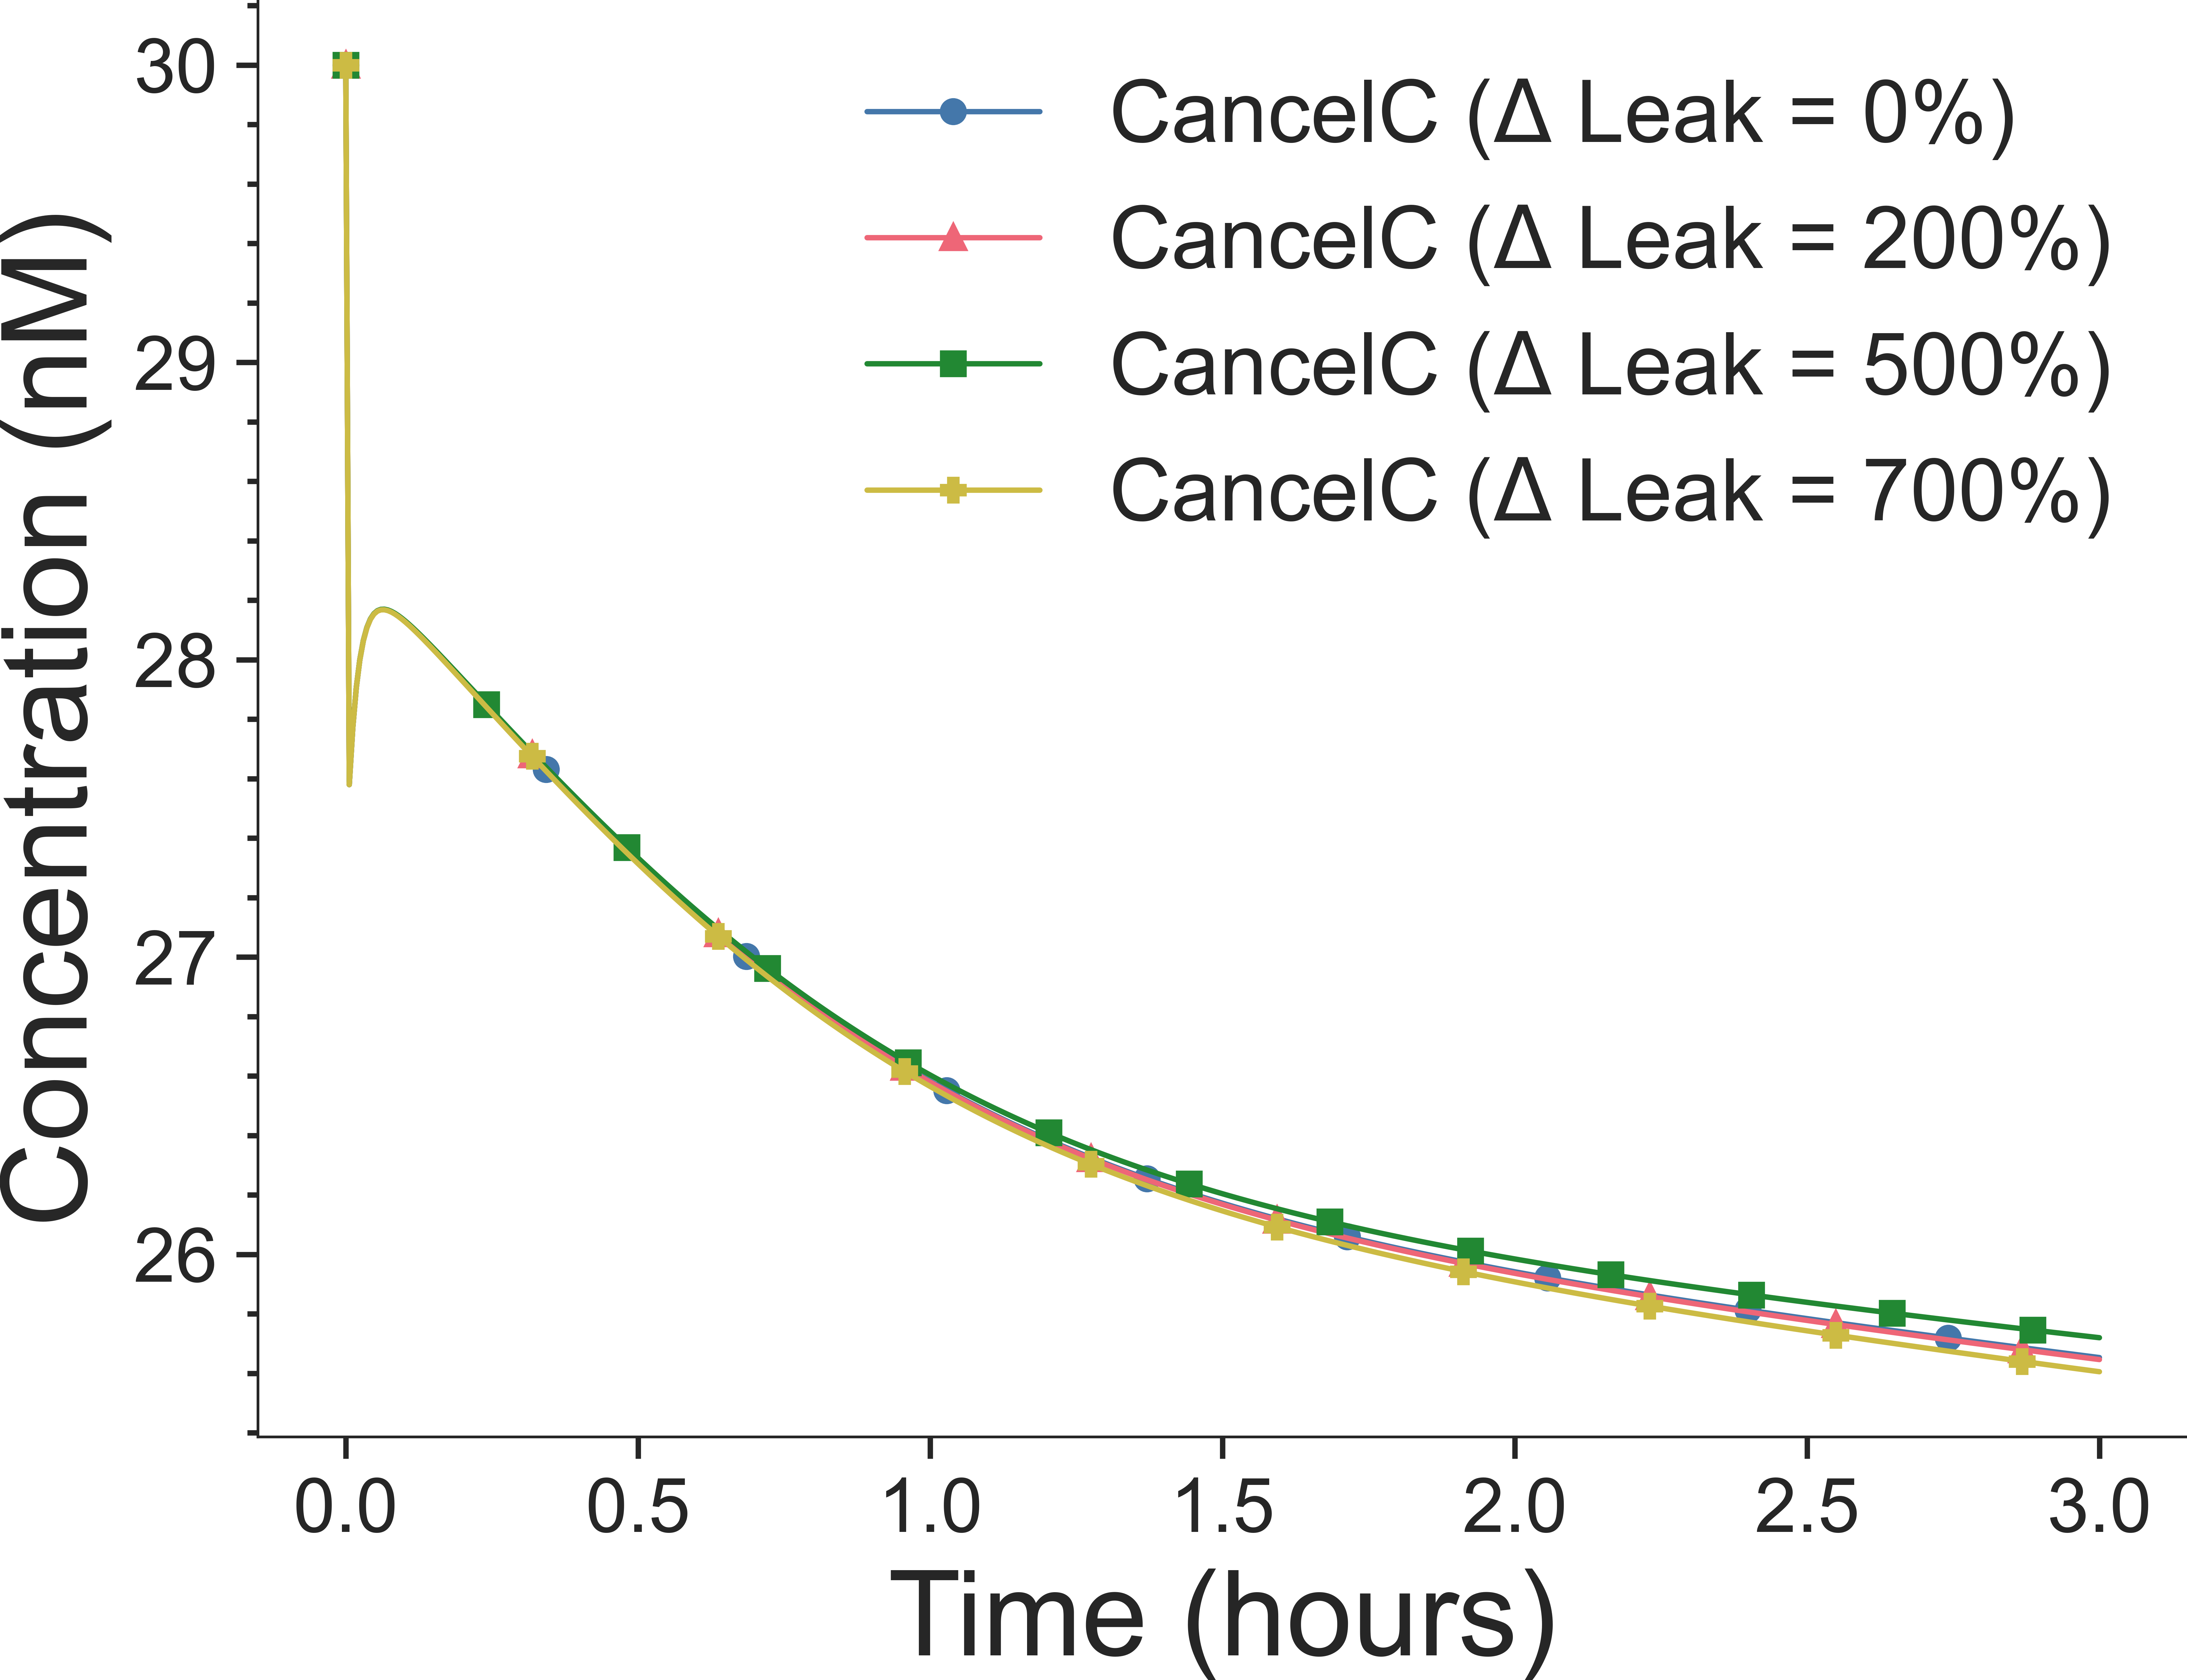 Concentration (nM)
30
29
28
27
26
CancelC (Δ Leak = 0%)
CancelC (Δ Leak = 200%)
CancelC (Δ Leak = 500%)
CancelC (Δ Leak = 700%)
0.0 0.5 1.0 1.5 2.0 2.5 3.0
Time (hours)